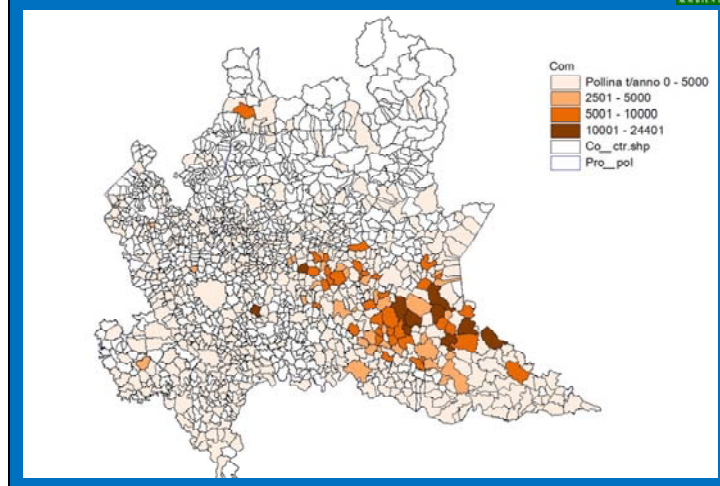 Com
Pollina t/anno 0 - 5000
2501 - 5000
5001 - 10000
10001 - 24401
Co__ctr.shp
Pro__pol